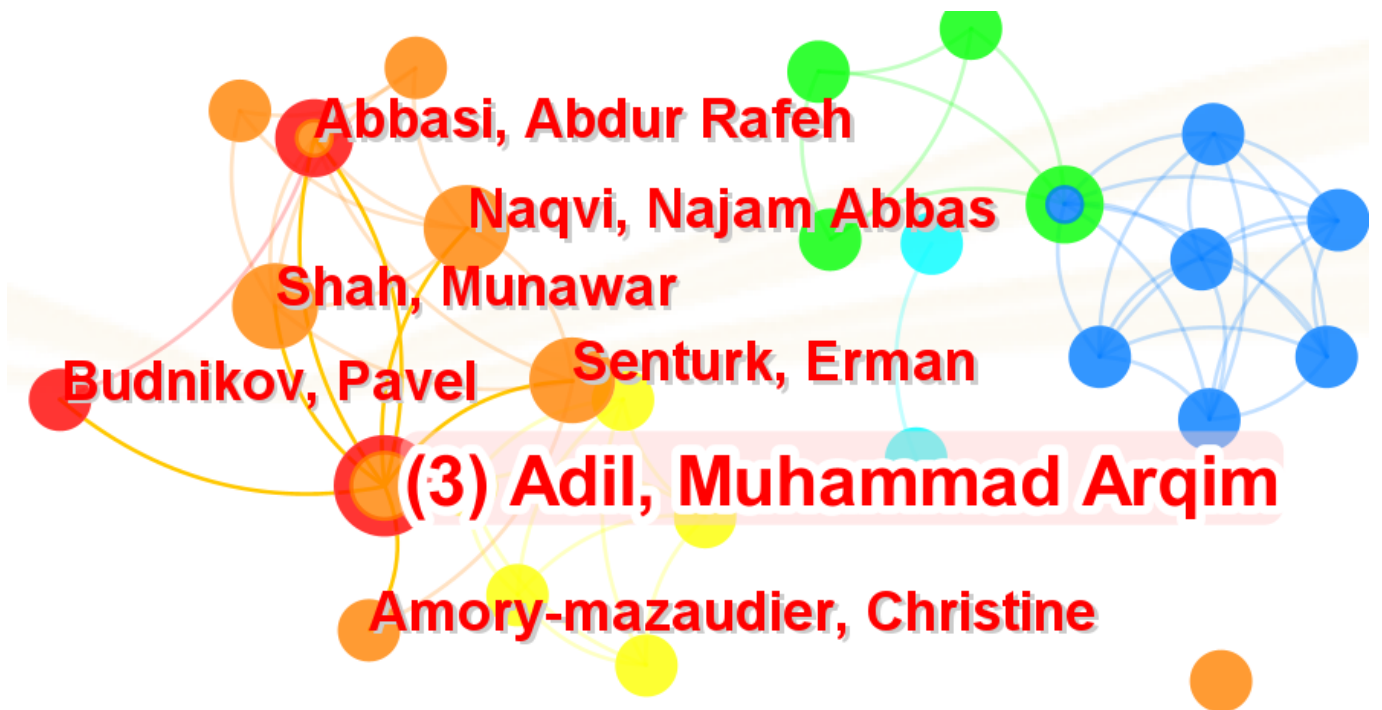 Abbasi, Abdur Rafeh
Naqvi, Najam Abbas
Shah, Munawar
Senturk, Erman
Budnikov, Pavel
(3) Adil, Muhammad Arqim
Amory-mazaudier, Christine